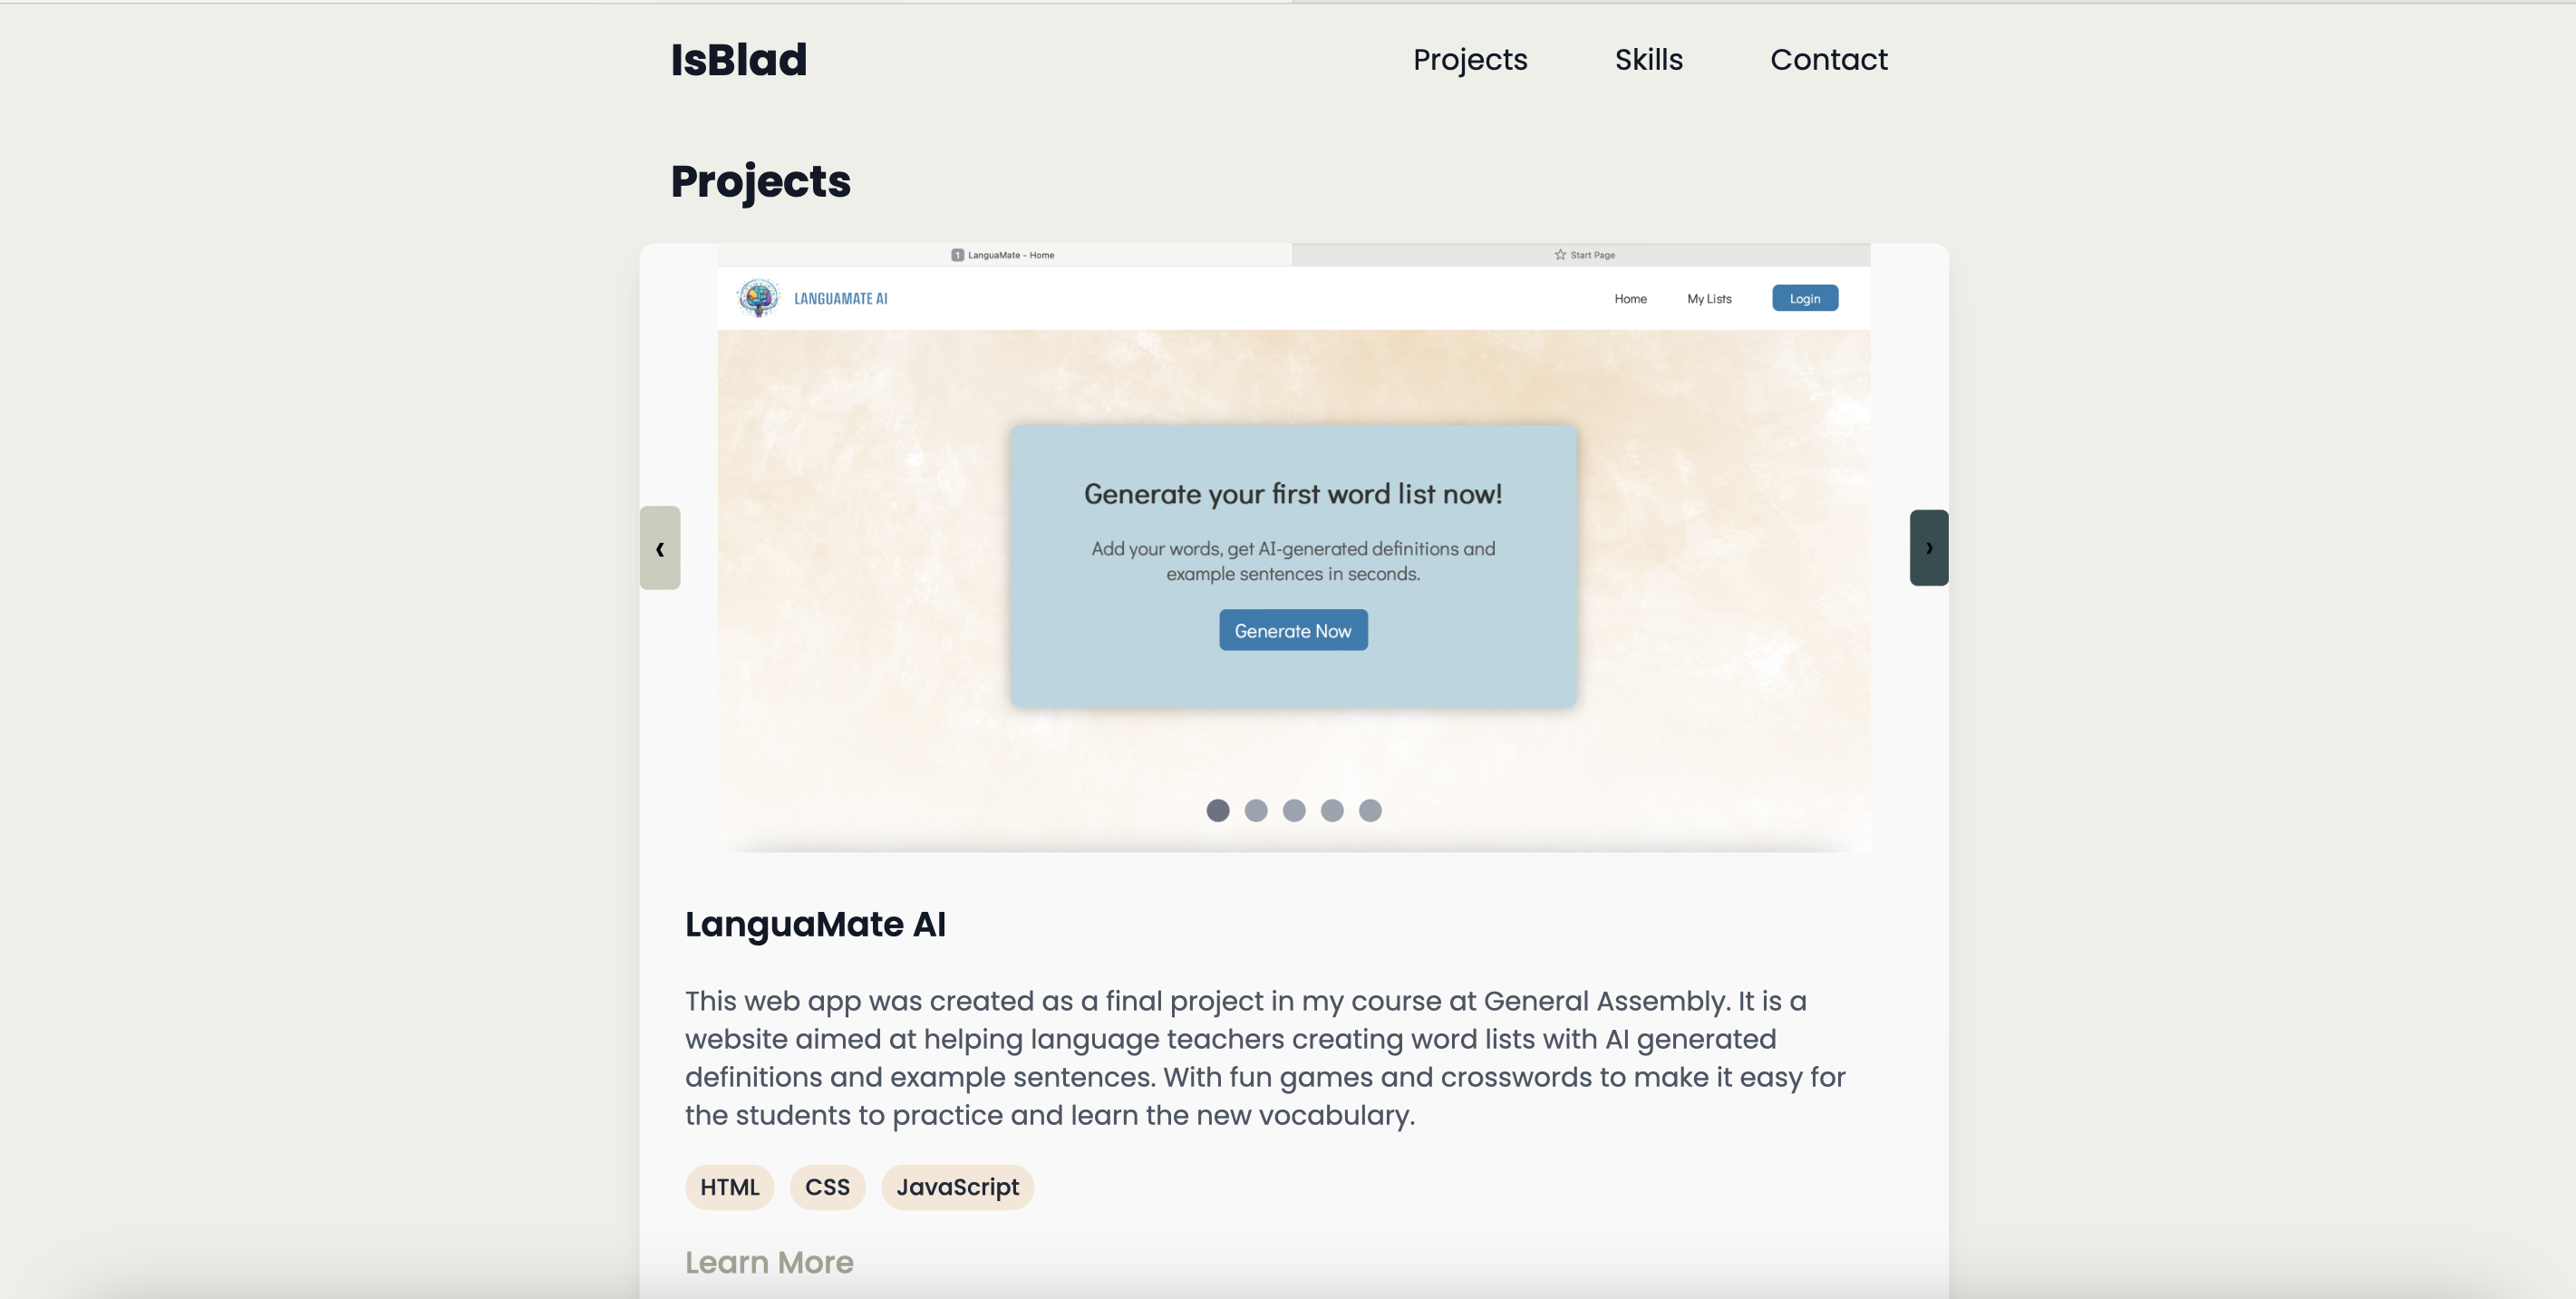 IsBlad
Projects Skills Contact
Projects
1 LanguaMate - Home
Start Page
LANGUAMATE AI
Home My Lists Login
Generate your first word list now!
Add your words, get AI-generated definitions and
example sentences in seconds.
Generate Now
‹
›
LanguaMate AI
This web app was created as a final project in my course at General Assembly. It is a
website aimed at helping language teachers creating word lists with AI generated
definitions and example sentences. With fun games and crosswords to make it easy for
the students to practice and learn the new vocabulary.
HTML CSS JavaScript
Learn More